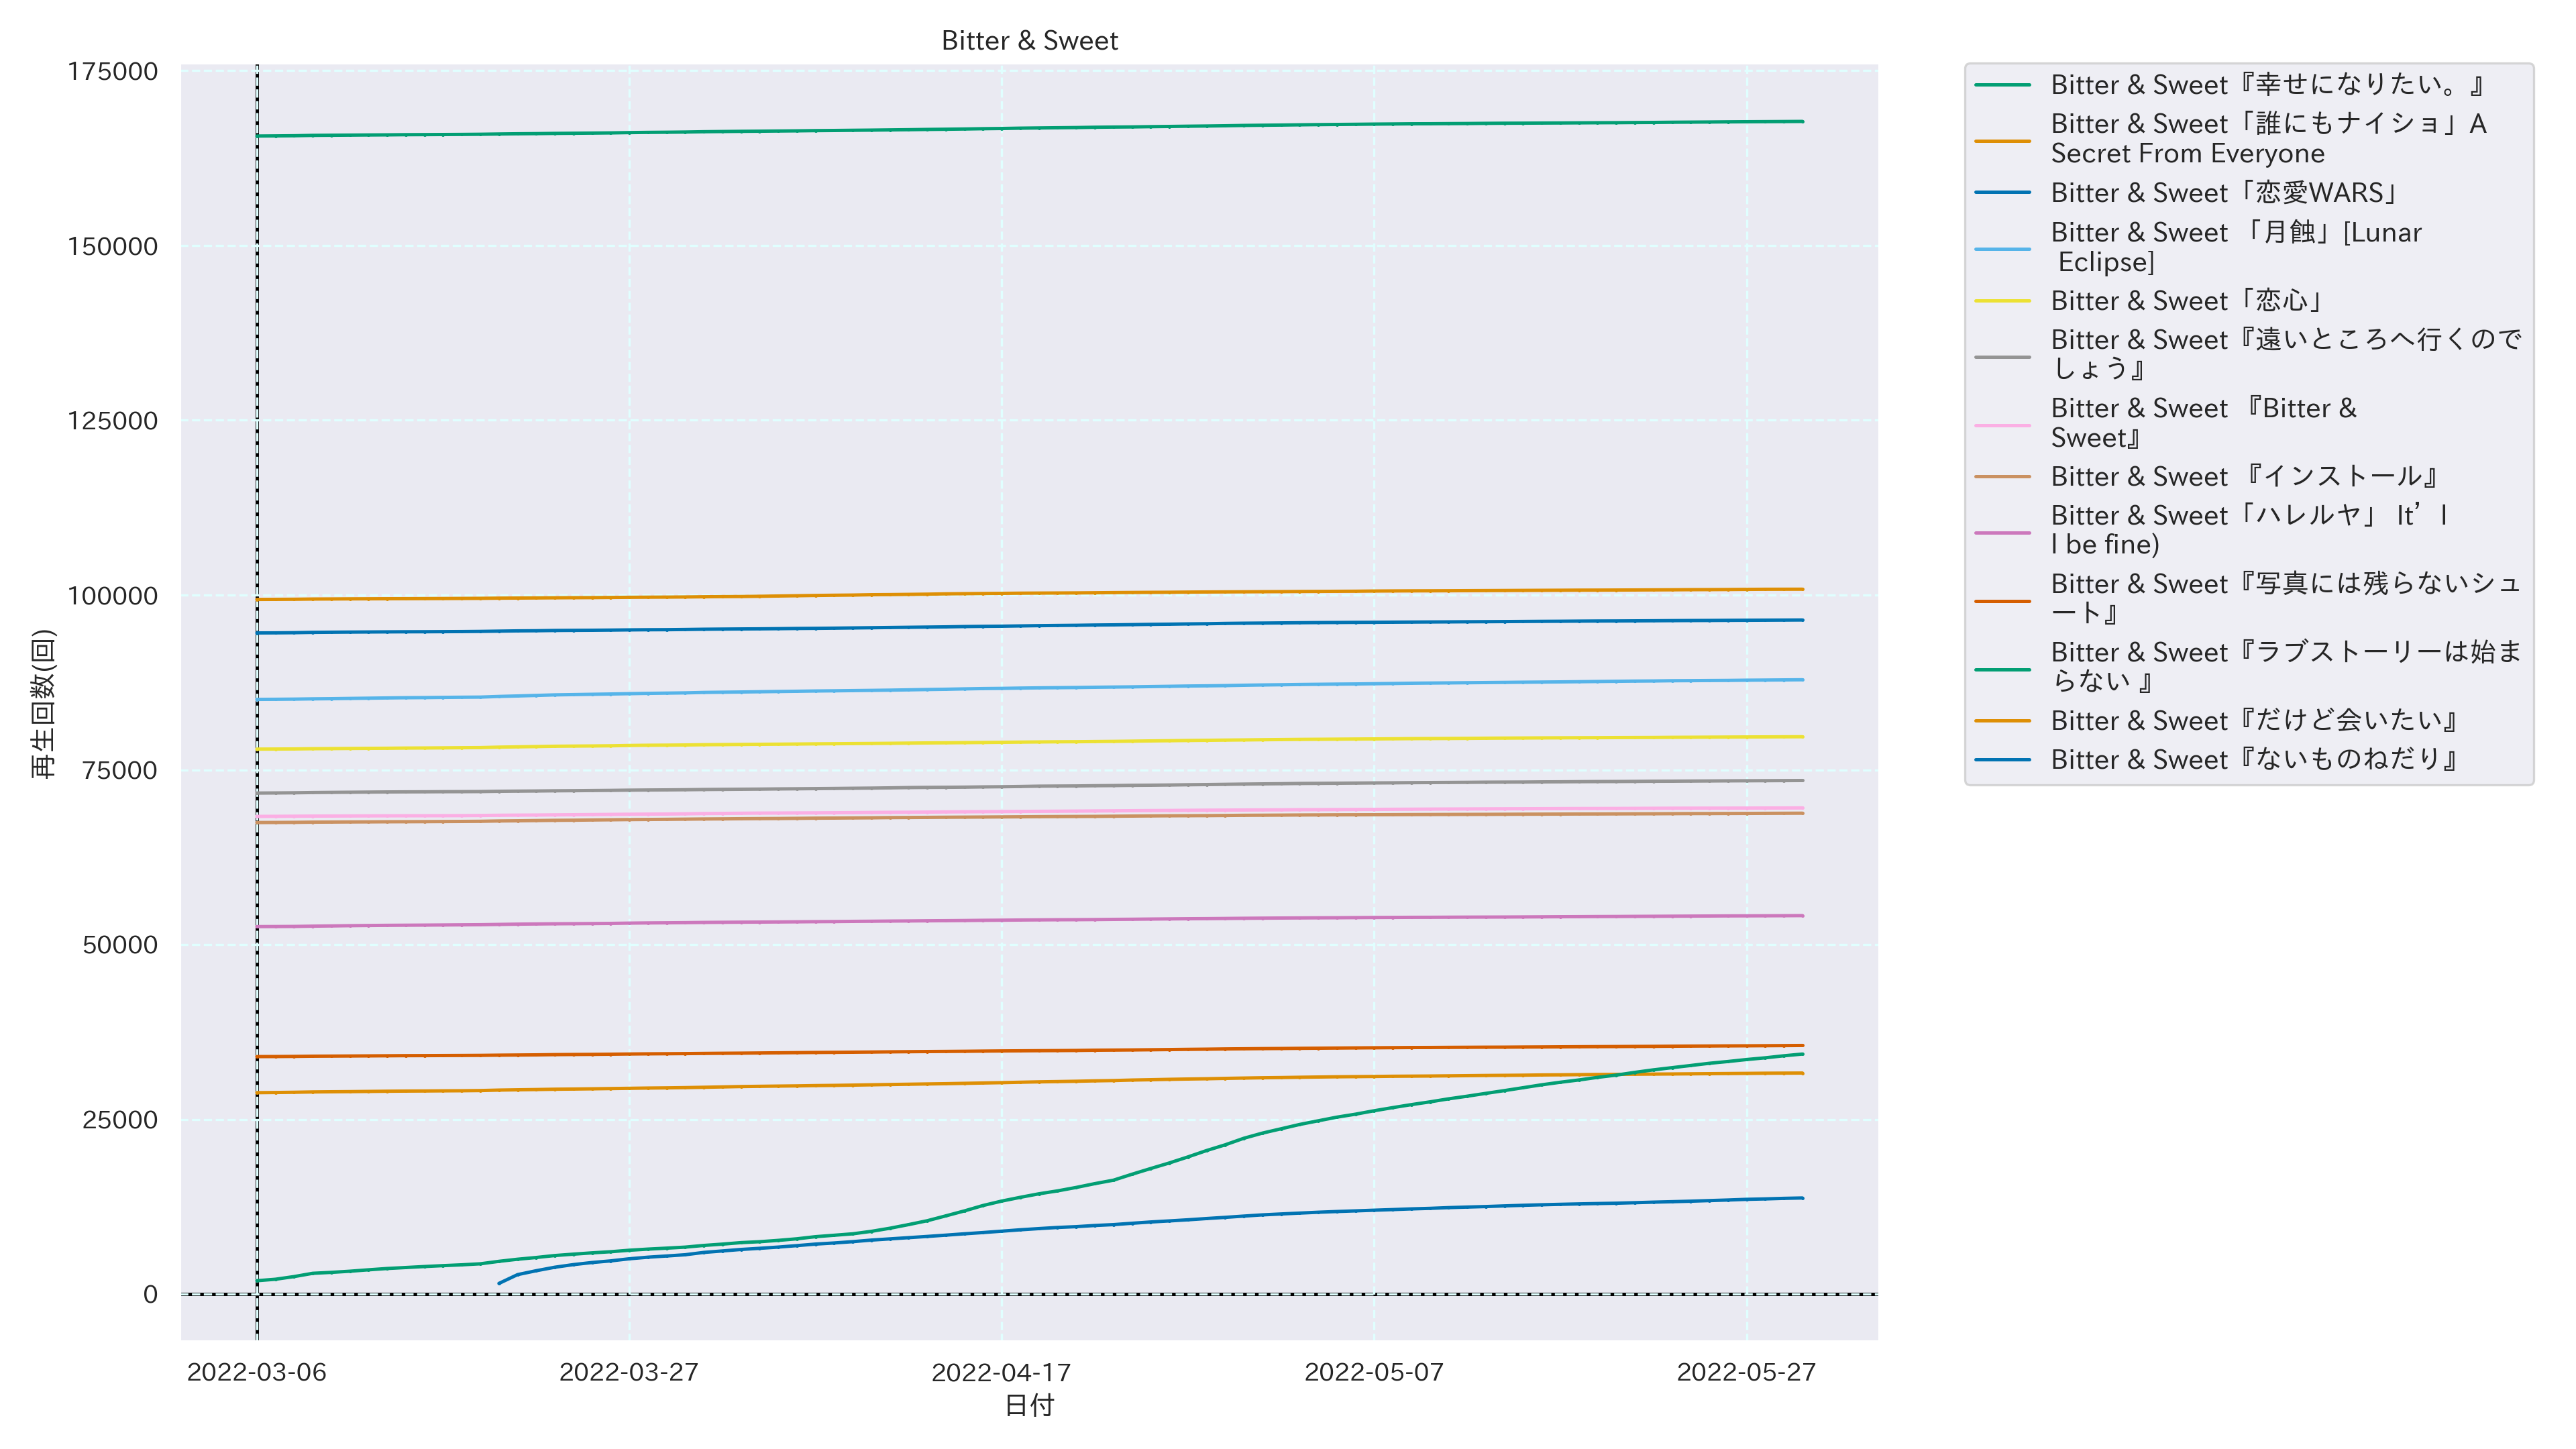 Bitter & Sweet
175000
150000
125000
100000
75000
50000
25000
0
再生回数(回)
2022-03-06
2022-03-27
2022-04-17
2022-05-07
2022-05-27
日付
Bitter & Sweet『幸せになりたい。』
Bitter & Sweet「誰にもナイショ」A
Secret From Everyone
Bitter & Sweet「恋愛WARS」
Bitter & Sweet 「月蝕」[Lunar
Eclipse]
Bitter & Sweet「恋心」
Bitter & Sweet『遠いところへ行くので
しょう』
Bitter & Sweet 『Bitter &
Sweet』
Bitter & Sweet 『インストール』
Bitter & Sweet「ハレルヤ」 It’l
l be fine)
Bitter & Sweet『写真には残らないシュ
ート』
Bitter & Sweet『ラブストーリーは始ま
らない 』
Bitter & Sweet『だけど会いたい』
Bitter & Sweet『ないものねだり』